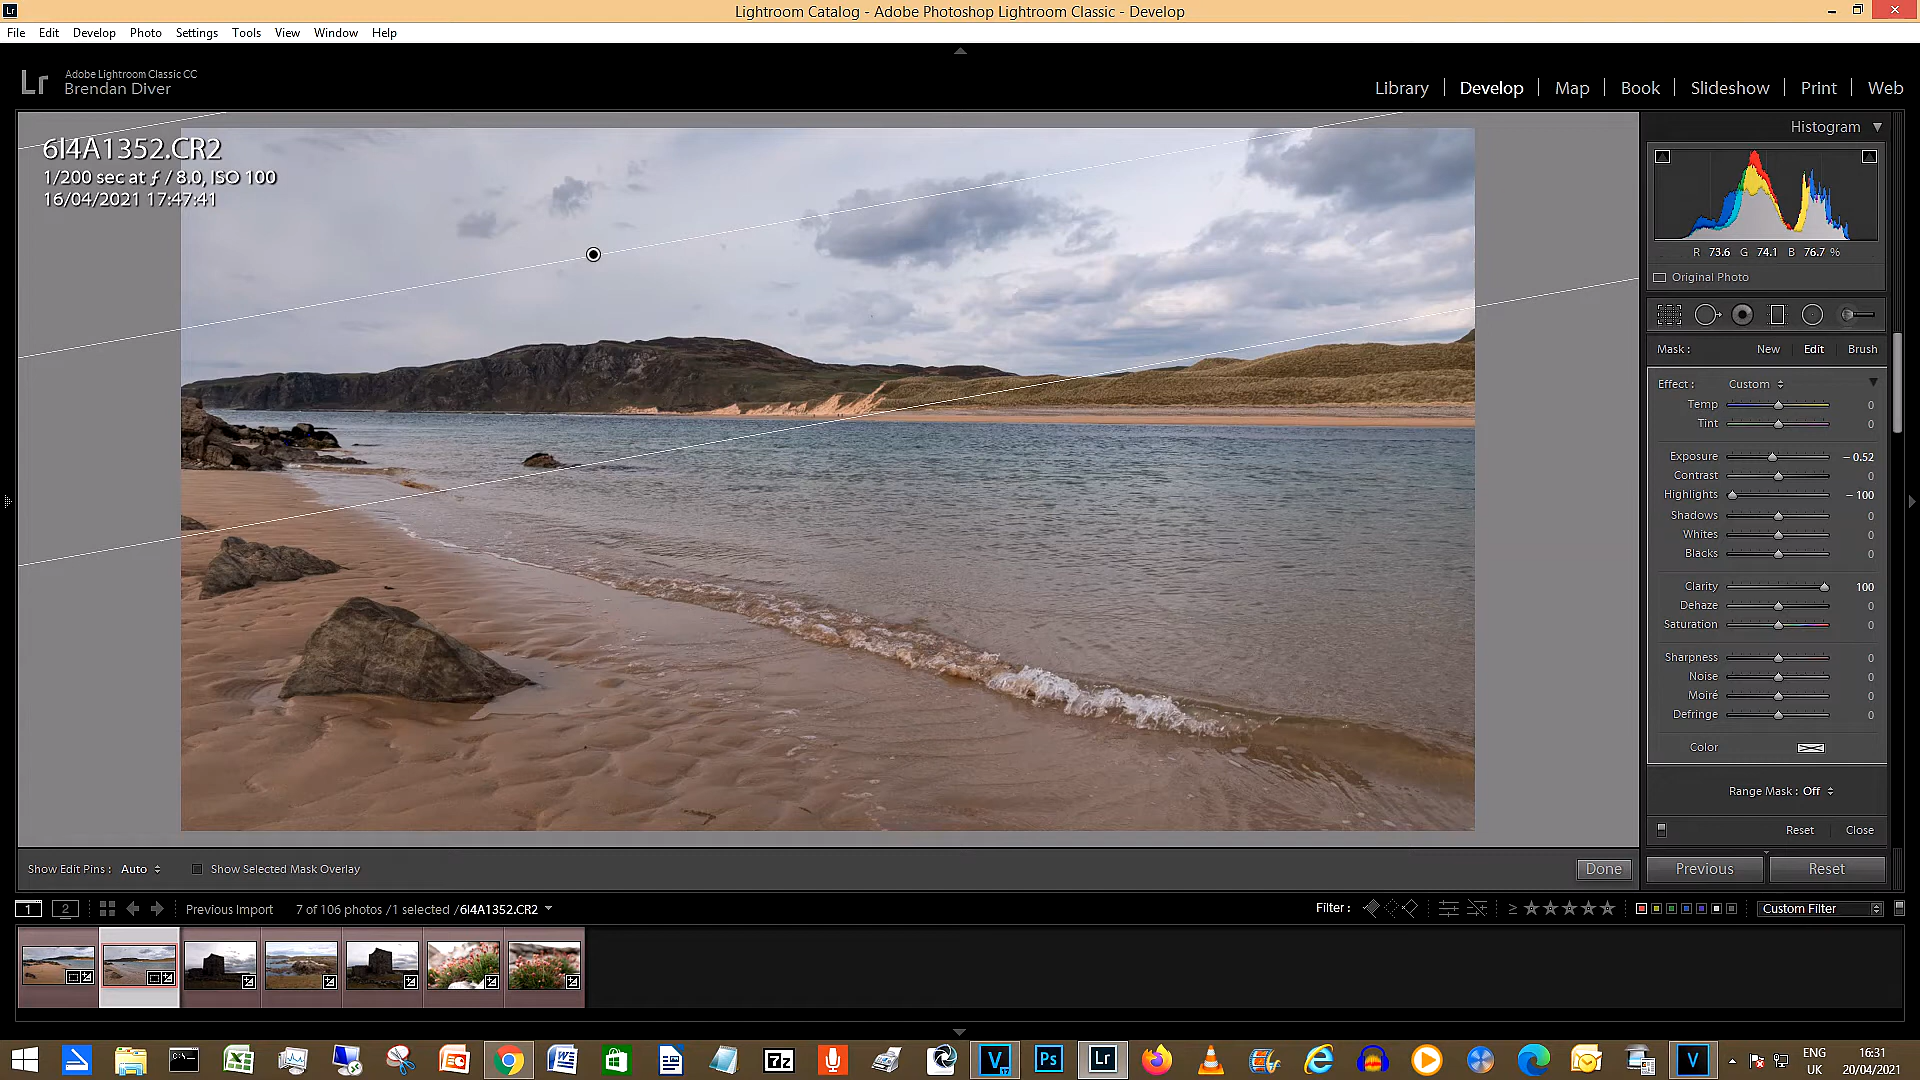 Lr Lightroom Catalog - Adobe Photoshop Lightroom Classic - Develop
File Edit Develop Photo Settings Tools View Window Help
Lr Adobe Lightroom Classic CC
Brendan Diver
Library Develop Map Book Slideshow Print Web
6I4A1352.CR2
1/200 sec at ƒ / 8.0, ISO 100
16/04/2021 17:47:41
Histogram
R 73.6 G 74.1 B 76.7 %
Original Photo
Mask : New Edit Brush
Effect : Custom
Temp 0
Tint 0
Exposure – 0.52
Contrast 0
Highlights – 100
Shadows 0
Whites 0
Blacks 0
Clarity 100
Dehaze 0
Saturation 0
Sharpness 0
Noise 0
Moiré 0
Defringe 0
Color
Range Mask : Off
Reset Close
Show Edit Pins : Auto Show Selected Mask Overlay Done
Previous Reset
1 2 Previous Import 7 of 106 photos /1 selected /6I4A1352.CR2 Filter : ≥ Custom Filter
C:\ 7z V Ps Lr V
ENG 16:31
UK 20/04/2021